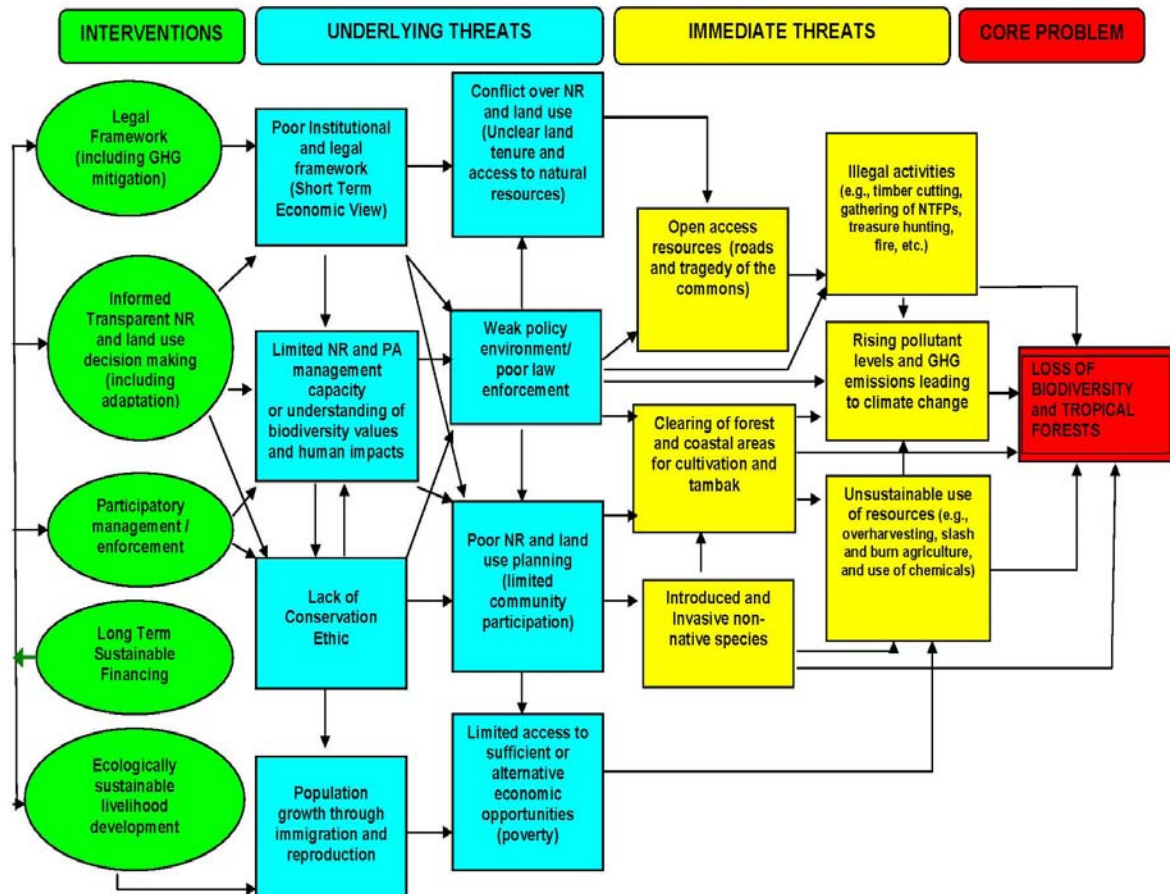 INTERVENTIONS
UNDERLYING THREATS
IMMEDIATE THREATS
CORE PROBLEM
Legal
Framework
(including GHG
mitigation)
Informed
Transparent NR
and land use
decision making
(including
adaptation)
Participatory
management /
enforcement
Long Term
Sustainable
Financing
Ecologically
sustainable
livelihood
development
Poor Institutional
and legal
framework
(Short Term
Economic View)
Limited NR and PA
management
capacity
or understanding of
biodiversity values
and human impacts
Lack of
Conservation
Ethic
Population
growth through
immigration and
reproduction
Conflict over NR
and land use
(Unclear land
tenure and
access to natural
resources)
Weak policy
environment/
poor law
enforcement
Poor NR and land
use planning
(limited
community
participation)
Limited access to
sufficient or
alternative
economic
opportunities
(poverty)
Open access
resources (roads
and tragedy of the
commons)
Clearing of forest
and coastal areas
for cultivation and
tambak
Introduced and
Invasive non-
native species
Illegal activities
(e.g., timber cutting,
gathering of NTFPs,
treasure hunting,
fire, etc.)
Rising pollutant
levels and GHG
emissions leading
to climate change
Unsustainable use
of resources (e.g.,
overharvesting, slash
and burn agriculture,
and use of chemicals)
LOSS OF
BIODIVERSITY
and TROPICAL
FORESTS